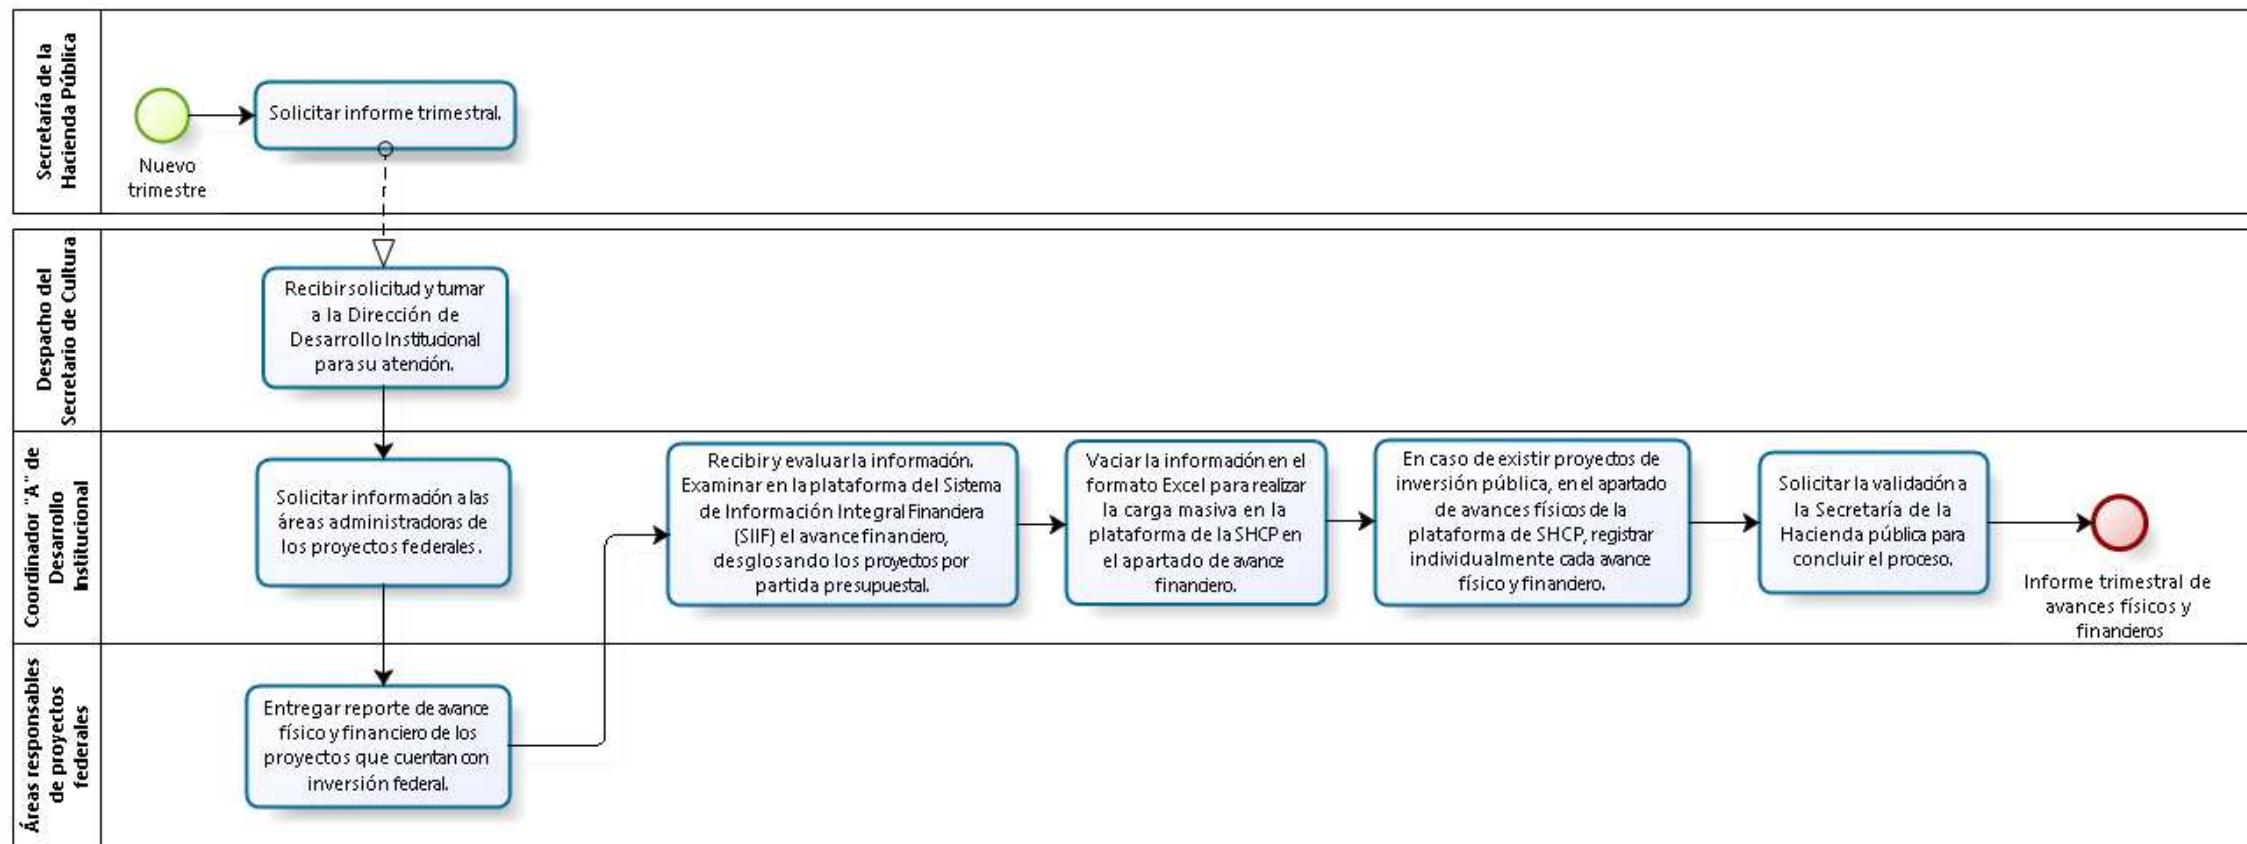 Secretaría de la
Hacienda Pública
Nuevo
trimestre
Solicitar informe trimestral.
Despacho del
Secretario de Cultura
Recibir solicitud y turnar
a la Dirección de
Desarrollo Institucional
para su atención.
Coordinador "A" de
Desarrollo
Institucional
Solicitar información a las
áreas administradoras de
los proyectos federales.
Recibir y evaluar la información.
Examinar en la plataforma del Sistema
de Información Integral Financiera
(SIIF) el avance financiero,
desglosando los proyectos por
partida presupuestal.
Vaciar la información en el
formato Excel para realizar
la carga masiva en la
plataforma de la SHCP en
el apartado de avance
financiero.
En caso de existir proyectos de
inversión pública, en el apartado
de avances físicos de la
plataforma de SHCP, registrar
individualmente cada avance
físico y financiero.
Solicitar la validación a
la Secretaría de la
Hacienda pública para
concluir el proceso.
Informe trimestral de
avances físicos y
financieros
Áreas responsables
de proyectos
federales
Entregar reporte de avance
físico y financiero de los
proyectos que cuentan con
inversión federal.